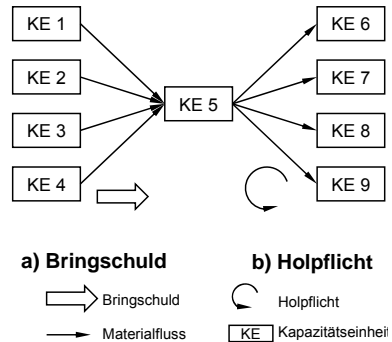 KE 1
KE 6
KE 2
KE 7
KE 5
KE 3
KE 8
KE 4
KE 9
a) Bringschuld
b) Holpflicht
Bringschuld
Holpflicht
Materialfluss
KE Kapazitätseinheit